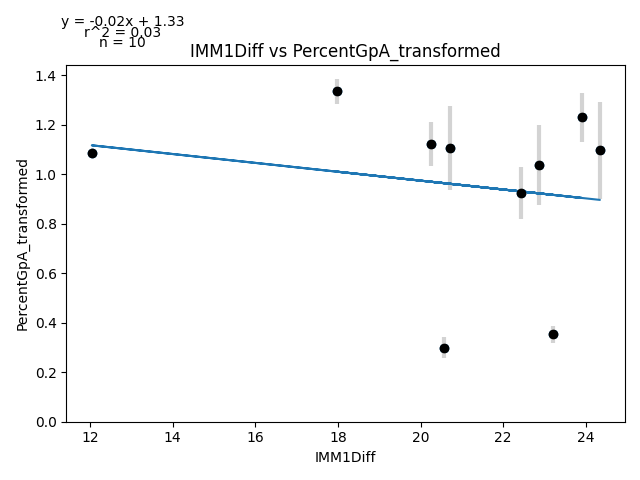 y = -0.02x + 1.33
r^2 = 0.03
n = 10
IMM1Diff vs PercentGpA_transformed
1.4
1.2
1.0
0.8
0.6
0.4
0.2
0.0
PercentGpA_transformed
12 14 16 18 20 22 24
IMM1Diff